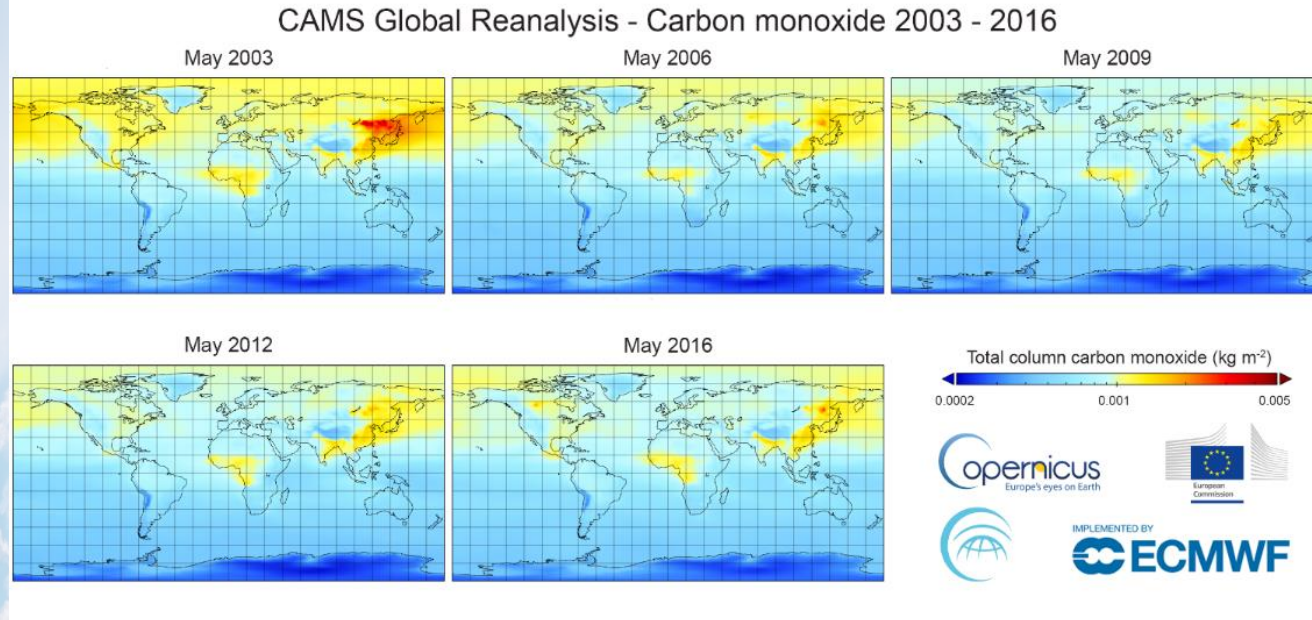 CAMS Global Reanalysis - Carbon monoxide 2003 - 2016
May 2003
May 2006
May 2009
May 2012
May 2016
Total column carbon monoxide (kg m⁻²)
0.0002
0.001
0.005
opernicus
Europe's eyes on Earth
European
Commission
IMPLEMENTED BY
ECMWF